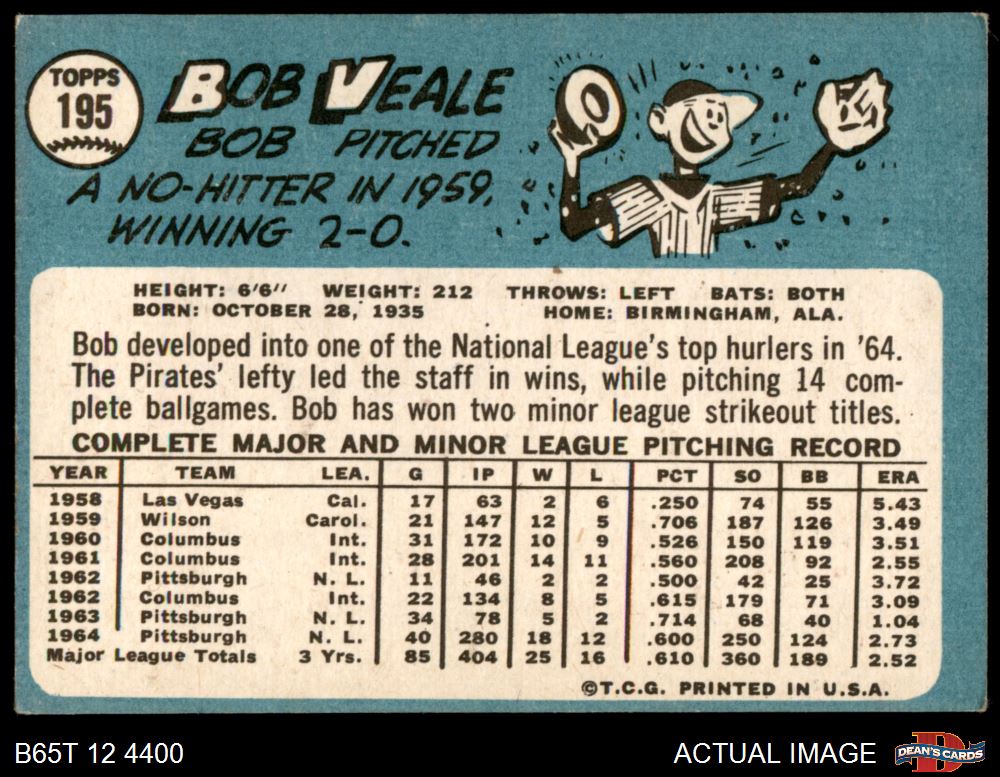 TOPPS
195
BOB VEALE
BOB PITCHED
A NO-HITTER IN 1959,
WINNING 2-0.
HEIGHT: 6'6" WEIGHT: 212 THROWS: LEFT BATS: BOTH
BORN: OCTOBER 28, 1935 HOME: BIRMINGHAM, ALA.
Bob developed into one of the National League's top hurlers in '64.
The Pirates' lefty led the staff in wins, while pitching 14 com-
plete ballgames. Bob has won two minor league strikeout titles.
COMPLETE MAJOR AND MINOR LEAGUE PITCHING RECORD
YEAR TEAM LEA. G IP W L PCT SO BB ERA
1958 Las Vegas Cal. 17 63 2 6 .250 74 55 5.43
1959 Wilson Carol. 21 147 12 5 .706 187 126 3.49
1960 Columbus Int. 31 172 10 9 .526 150 119 3.51
1961 Columbus Int. 28 201 14 11 .560 208 92 2.55
1962 Pittsburgh N. L. 11 46 2 2 .500 42 25 3.72
1962 Columbus Int. 22 134 8 5 .615 179 71 3.09
1963 Pittsburgh N. L. 34 78 5 2 .714 68 40 1.04
1964 Pittsburgh N. L. 40 280 18 12 .600 250 124 2.73
Major League Totals 3 Yrs. 85 404 25 16 .610 360 189 2.52
©T.C.G. PRINTED IN U.S.A.
B65T 12 4400
ACTUAL IMAGE
DEAN'S CARDS